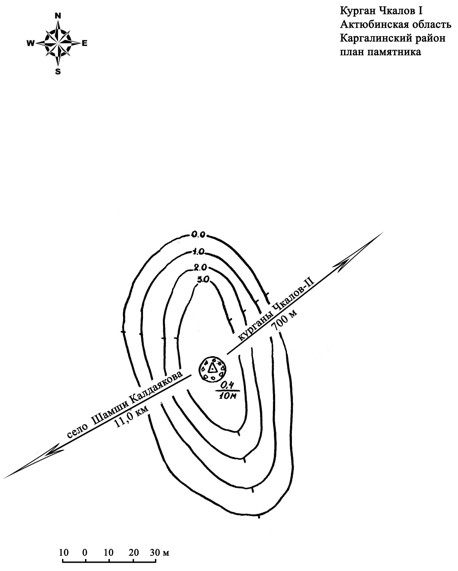 Курган Чкалов I
Актюбинская область
Каргалинский район
план памятника
N
W E
S
0.0
1.0
2.0
3.0
курганы Чкалов-II
700 м
0,4
10м
село Шамши Калдаякова
11,0 км
10 0 10 20 30 м